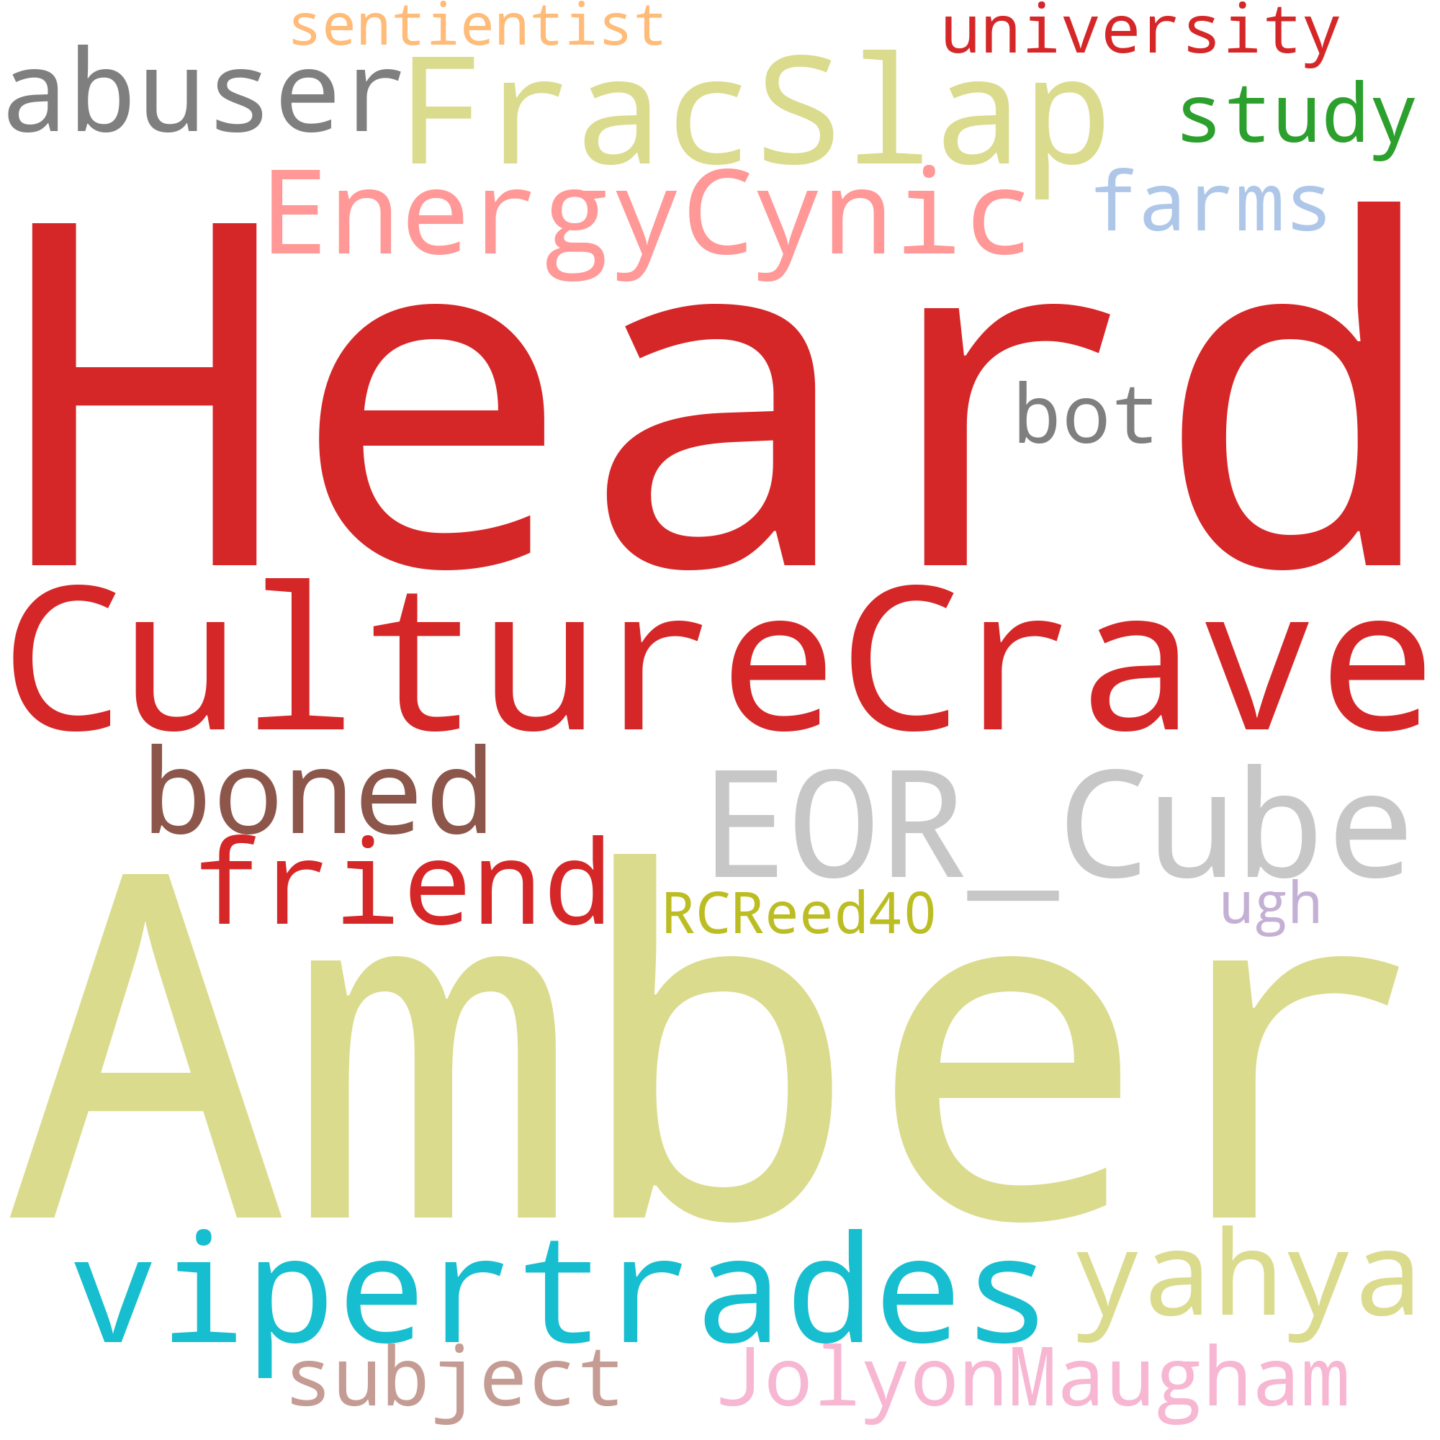 sentientist university
abuser FracSlap study
EnergyCynic farms
Heard
bot
CultureCrave
boned EOR_Cube
friend RCReed40 ugh
Amber
vipertrades yahya
subject JolyonMaugham